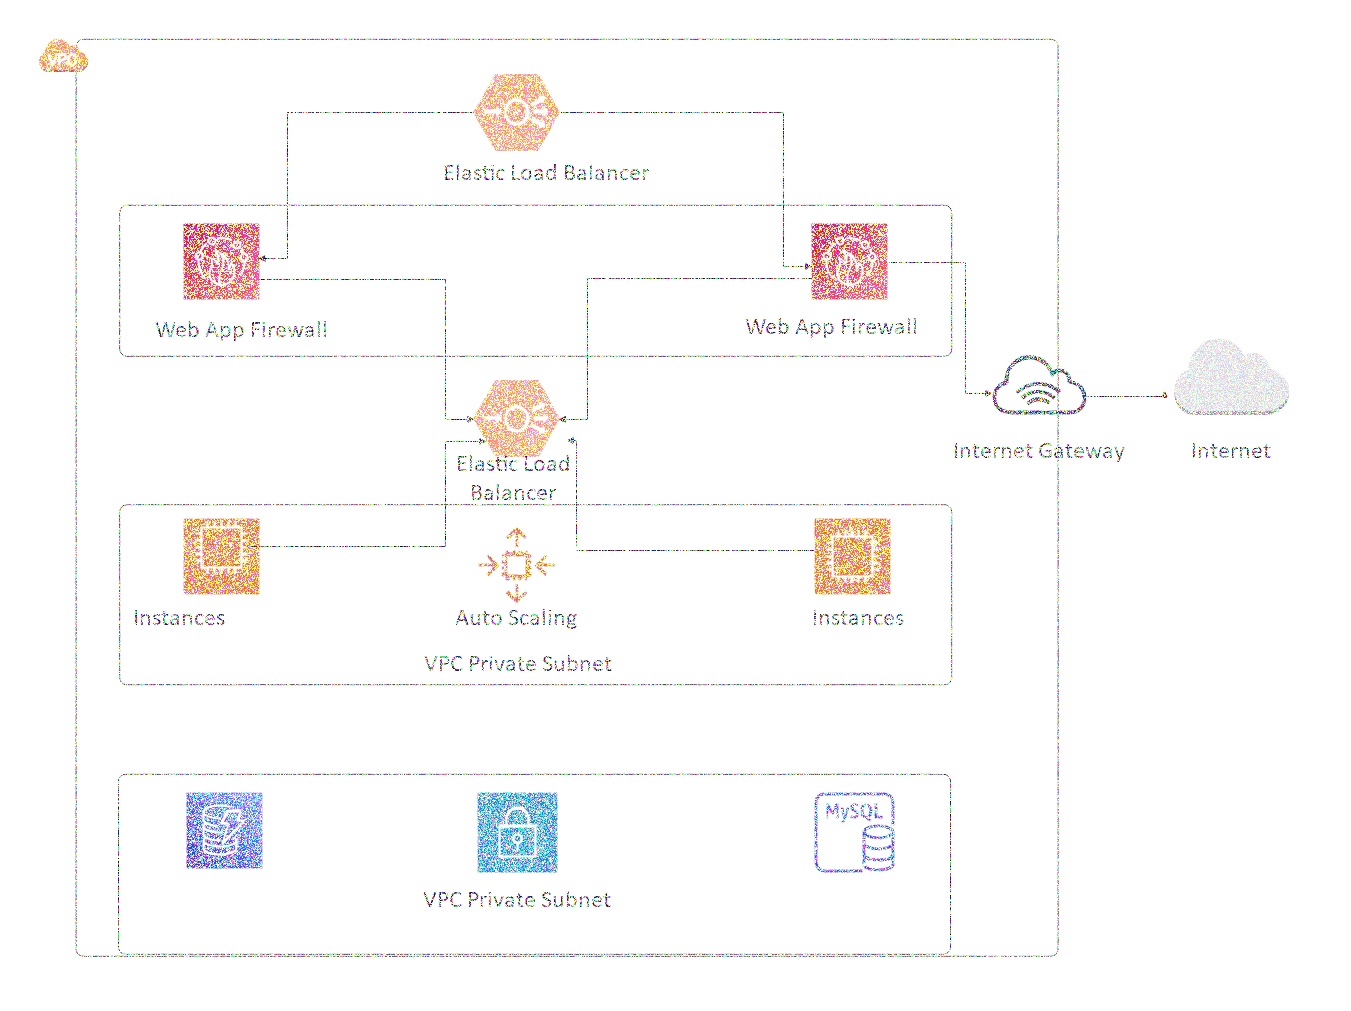 VPC
Elastic Load Balancer
Web App Firewall
Web App Firewall
Elastic Load
Balancer
Internet Gateway
Internet
Instances
Auto Scaling
Instances
VPC Private Subnet
MySQL
VPC Private Subnet